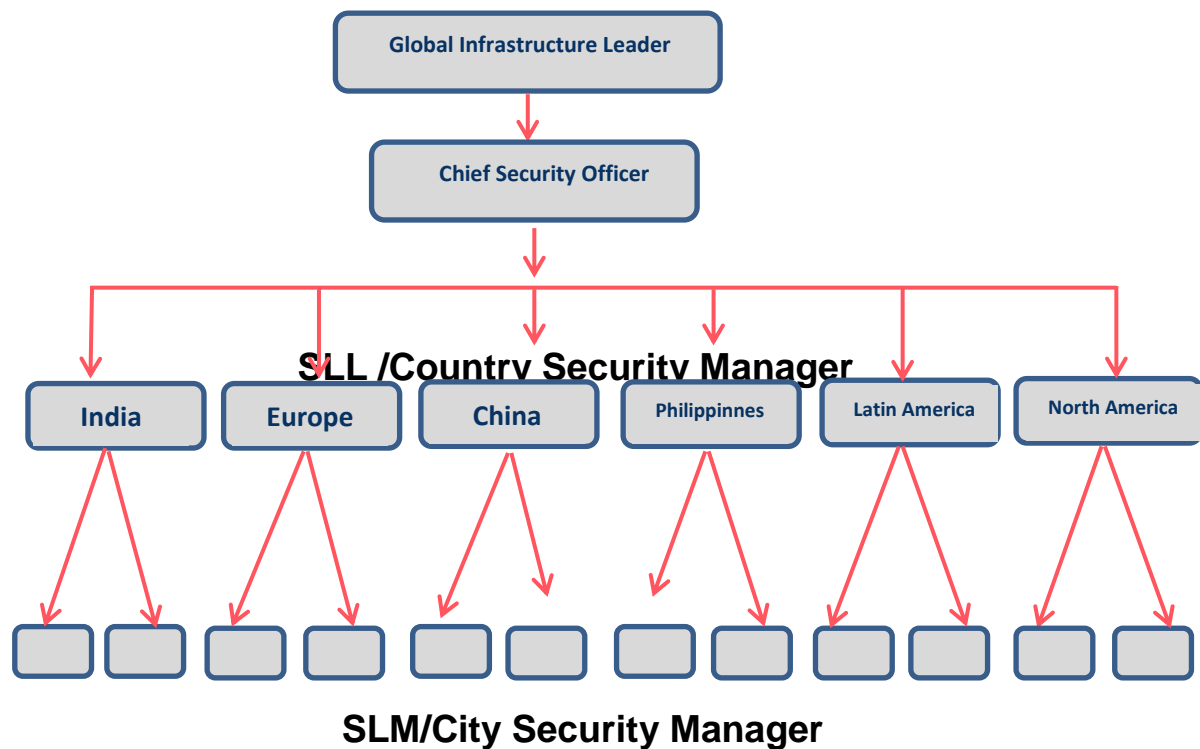 Global Infrastructure Leader
Chief Security Officer
SLL /Country Security Manager
India
Europe
China
Philippinnes
Latin America
North America
SLM/City Security Manager